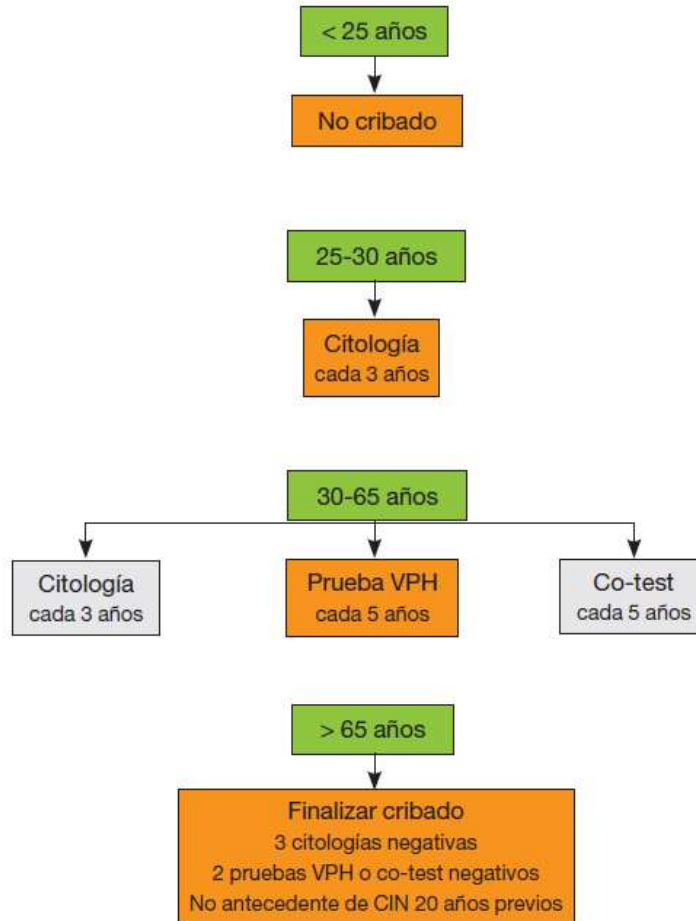 < 25 años
No cribado
25-30 años
Citología
cada 3 años
30-65 años
Citología
cada 3 años
Prueba VPH
cada 5 años
Co-test
cada 5 años
> 65 años
Finalizar cribado
3 citologías negativas
2 pruebas VPH o co-test negativos
No antecedente de CIN 20 años previos